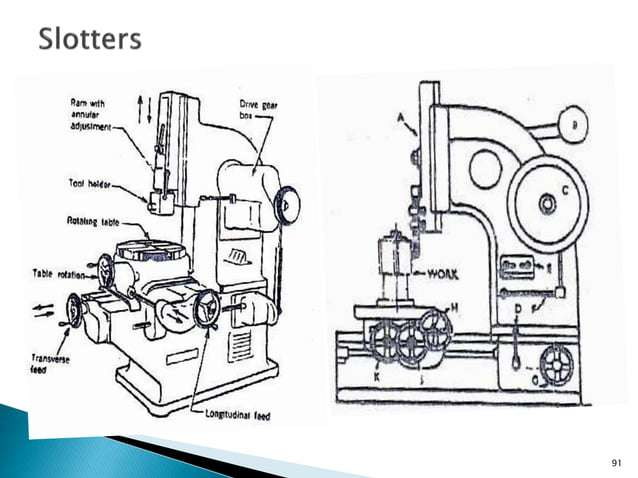 Slotters
Ram with
annular
adjustment
Drive gear
box
Tool holder
Rotating table
Table rotation
Transverse
feed
Longitudinal feed
A
B
C
WORK
E
F
D
H
K
G
91